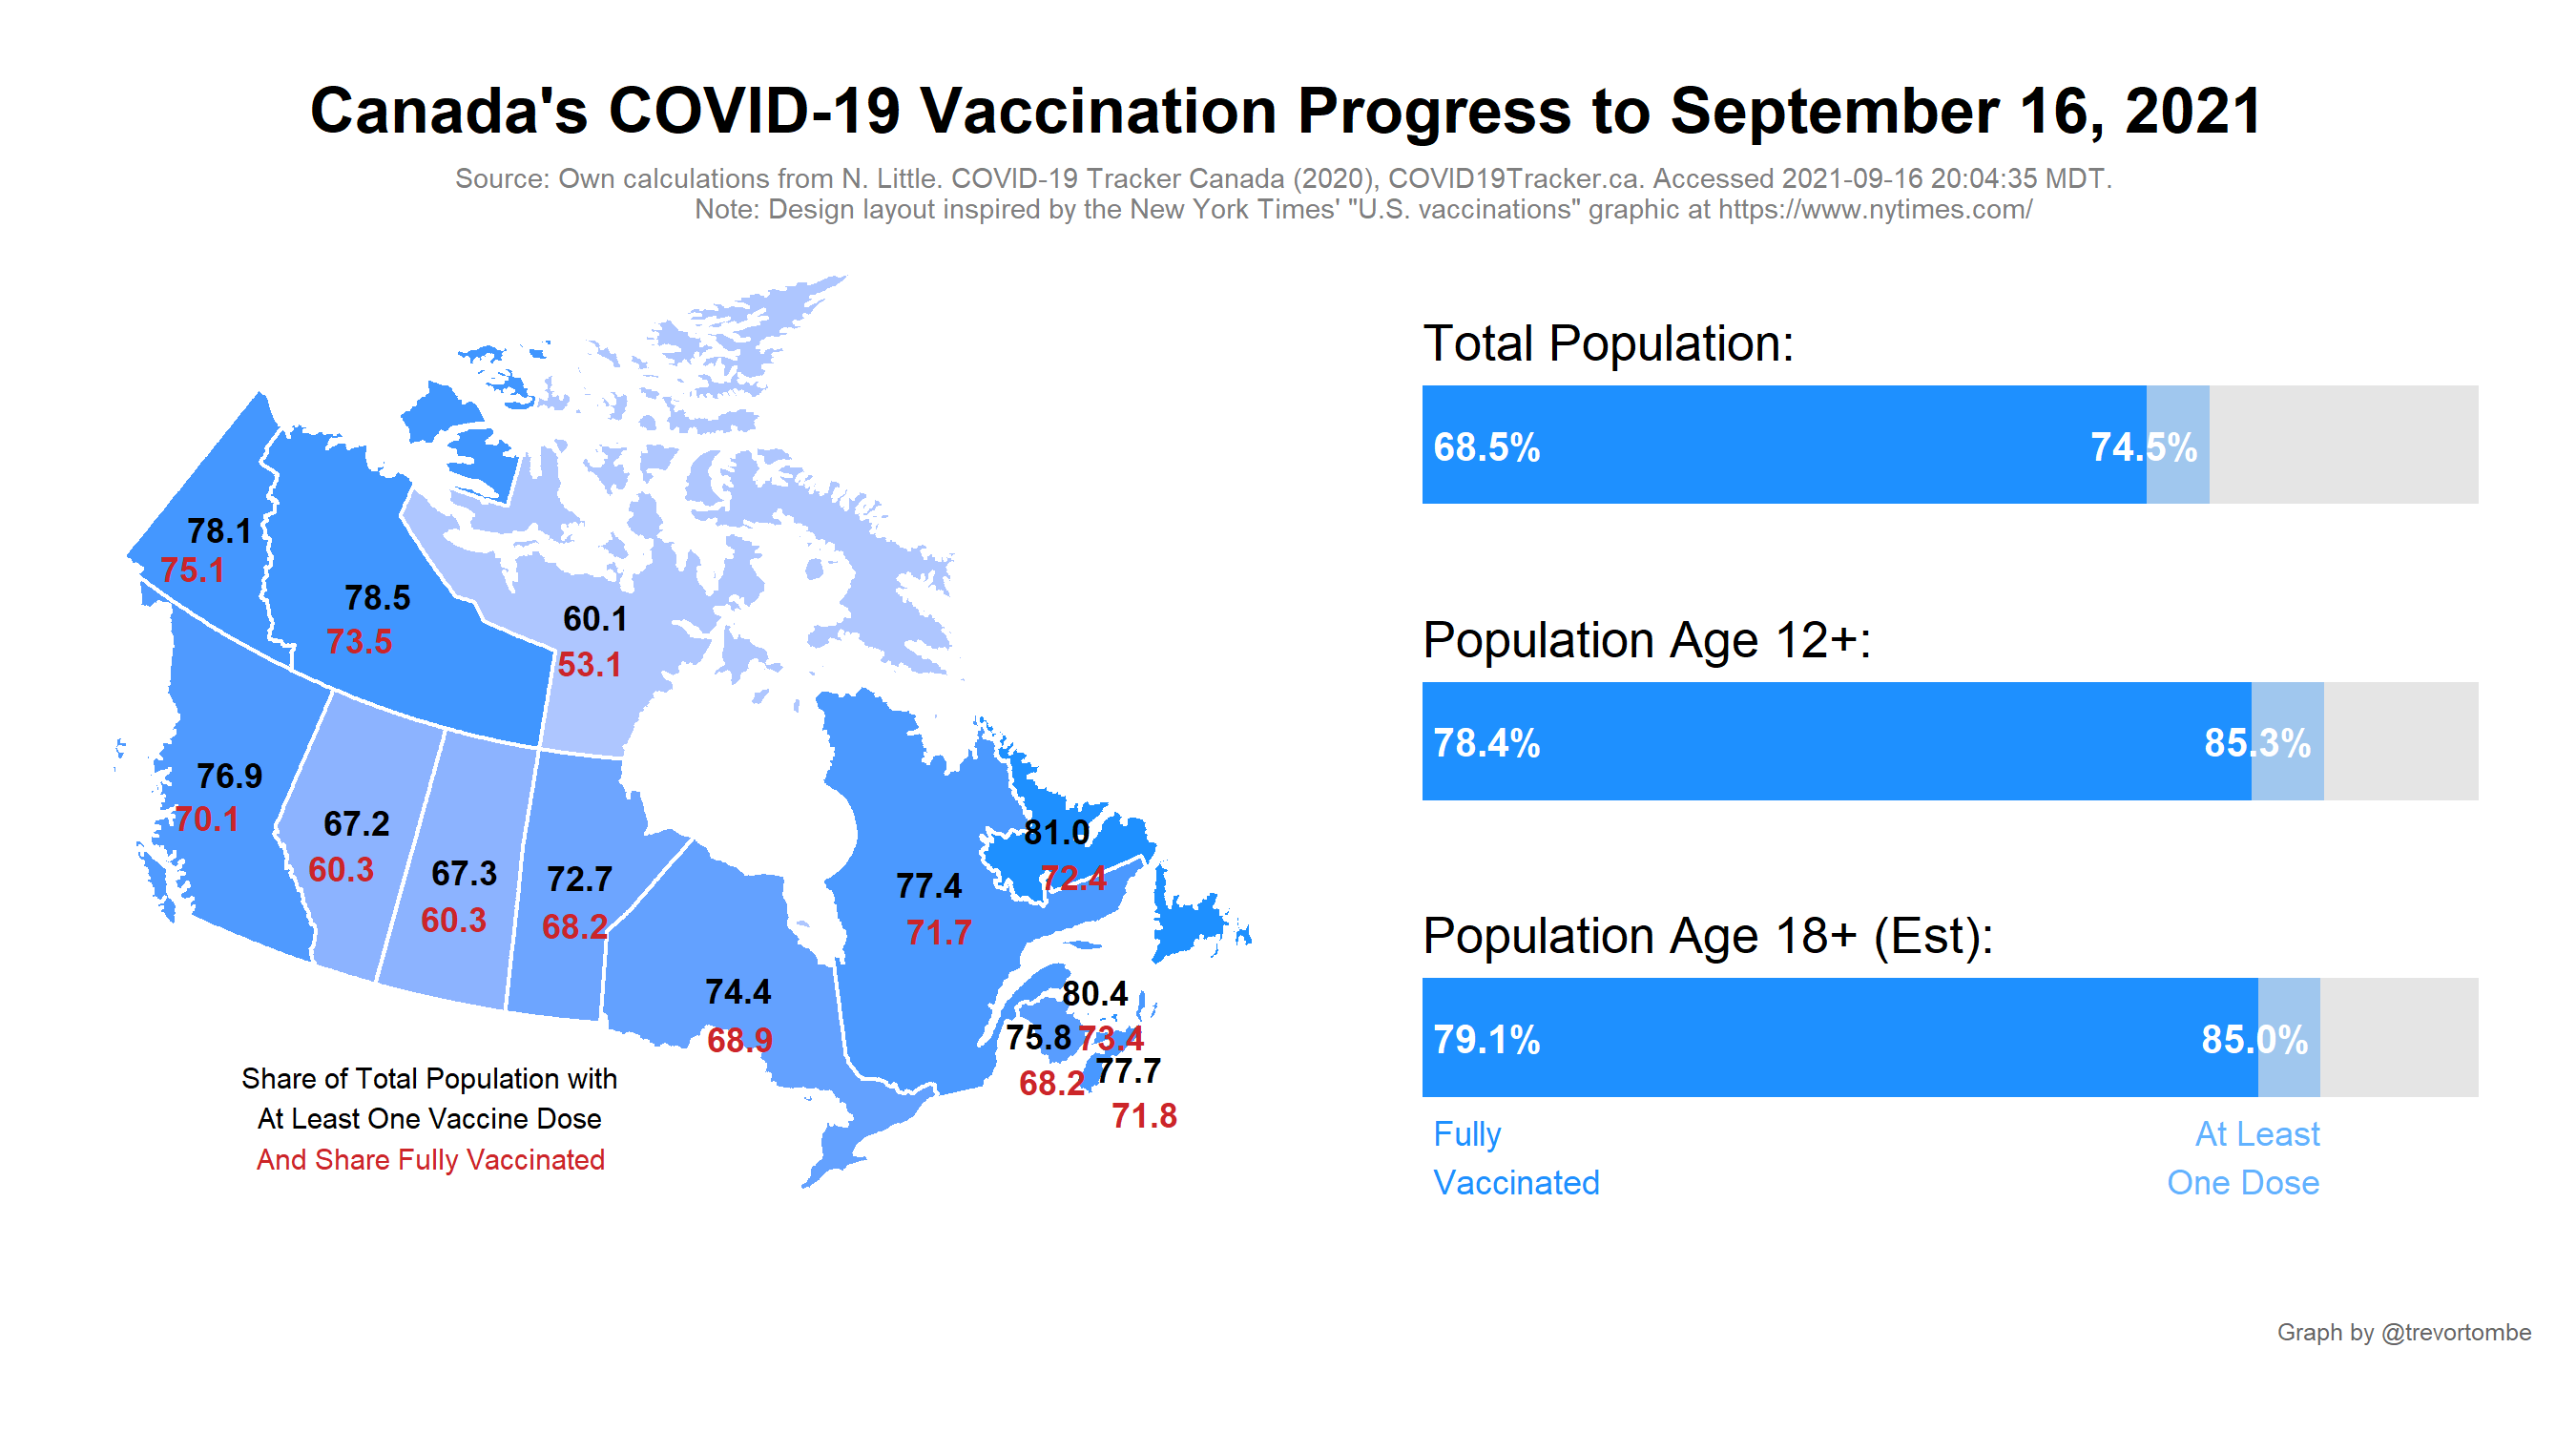 Canada's COVID-19 Vaccination Progress to September 16, 2021
Source: Own calculations from N. Little. COVID-19 Tracker Canada (2020), COVID19Tracker.ca. Accessed 2021-09-16 20:04:35 MDT.
Note: Design layout inspired by the New York Times' "U.S. vaccinations" graphic at https://www.nytimes.com/
78.1
75.1
78.5
73.5
60.1
53.1
76.9
70.1
67.2
60.3
67.3
60.3
72.7
68.2
74.4
68.9
77.4
71.7
81.0
72.4
80.4
73.4
75.8
68.2
77.7
71.8
Share of Total Population with
At Least One Vaccine Dose
And Share Fully Vaccinated
Total Population:
68.5% 74.5%
Population Age 12+:
78.4% 85.3%
Population Age 18+ (Est):
79.1% 85.0%
Fully
Vaccinated
At Least
One Dose
Graph by @trevortombe